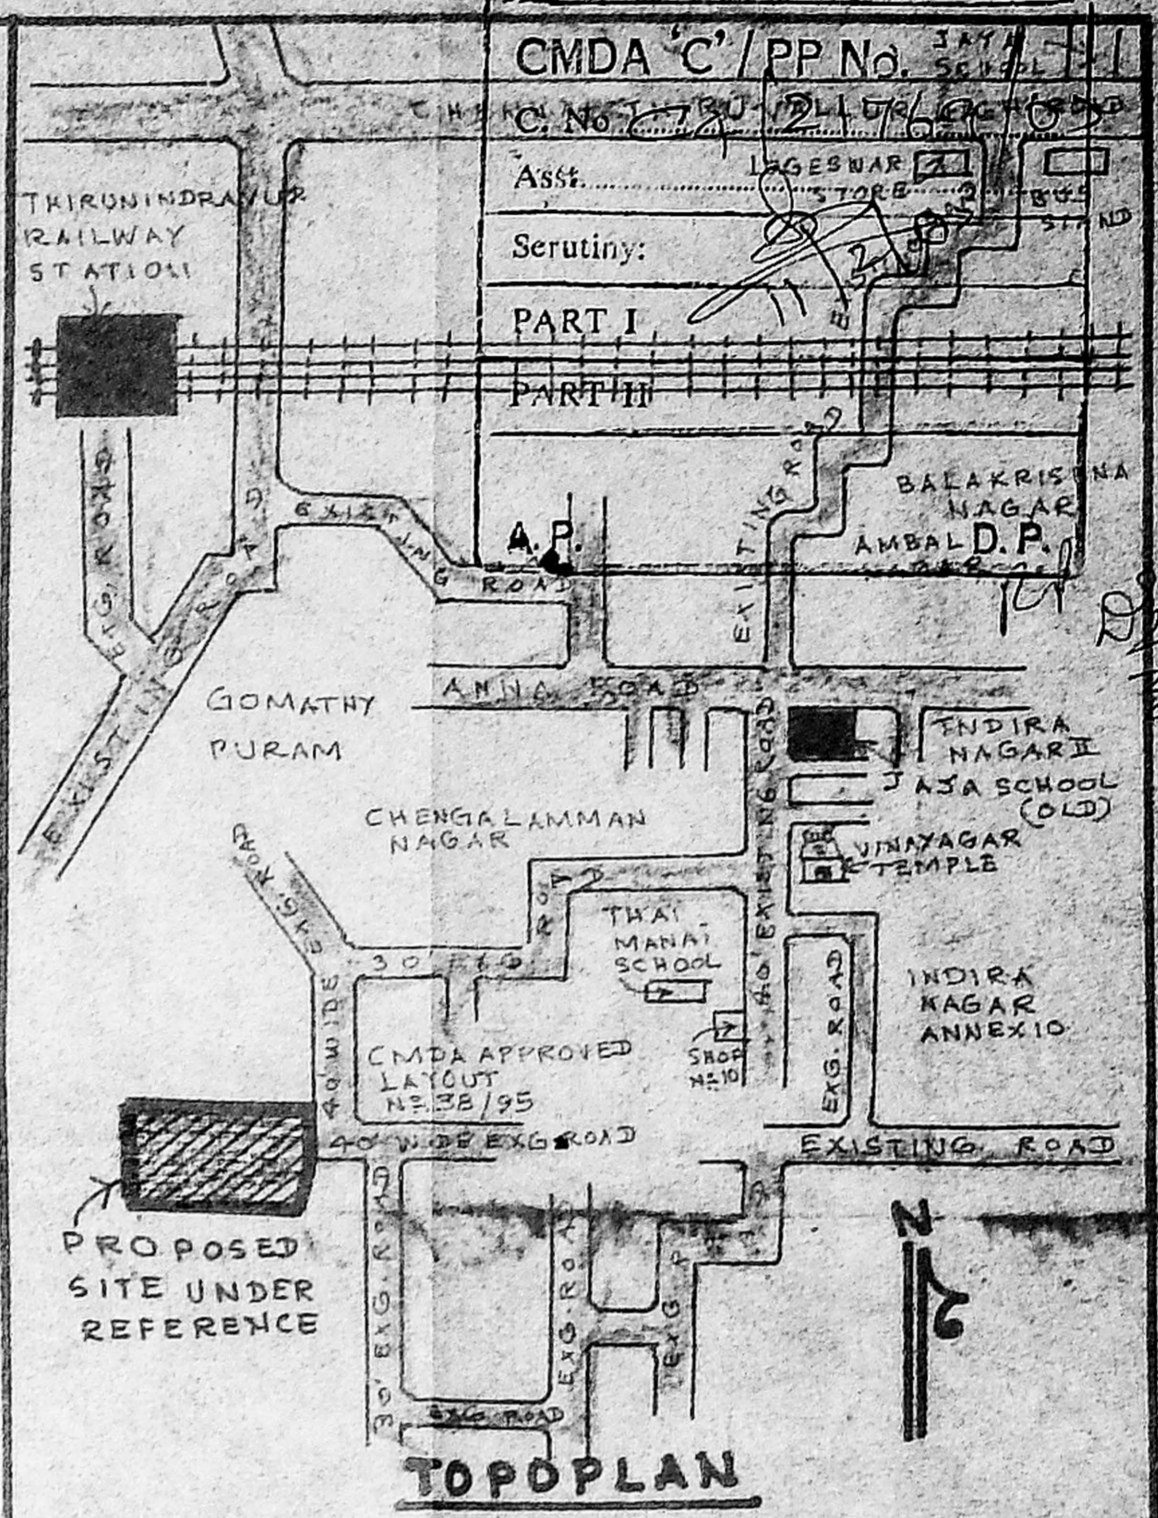 CMDA 'C' / PP No.
JAYA
SCHOOL
C. No
Asst.
LOGESWAR
STORE
BUS
STAND
Scrutiny:
PART I
PART II
THIRUNINDRAVUR
RAILWAY
STATION
EXISTING ROAD
EXISTING ROAD
EXISTING ROAD
BALAKRISHNA
NAGAR
AMBAL
A.P.
D.P.
ANNA ROAD
GOMATHY
PURAM
INDIRA
NAGAR II
JAJA SCHOOL
(OLD)
CHENGALAMMAN
NAGAR
VINAYAGAR
TEMPLE
40' EXISTING ROAD
EXG. ROAD
ROAD
THAI
MANAI
SCHOOL
30' EXG
40' WIDE
SHOP
No 10
EXG. ROAD
INDIRA
NAGAR
ANNEX 10
CMDA APPROVED
LAYOUT
No 38/95
40' WIDE EXG ROAD
EXISTING ROAD
PROPOSED
SITE UNDER
REFERENCE
30' EXG. ROAD
EXG. ROAD
EXG ROAD
N
TOPOPLAN